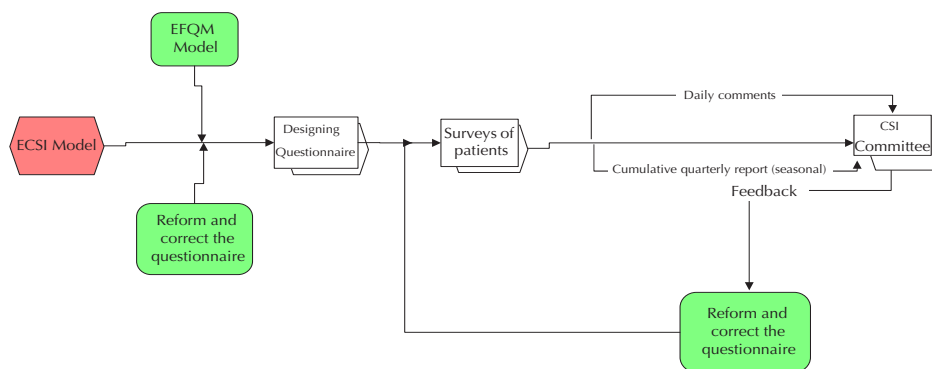 EFQM
Model
ECSI Model
Designing
Questionnaire
Surveys of
patients
Daily comments
CSI
Committee
Cumulative quarterly report (seasonal)
Feedback
Reform and
correct the
questionnaire
Reform and
correct the
questionnaire